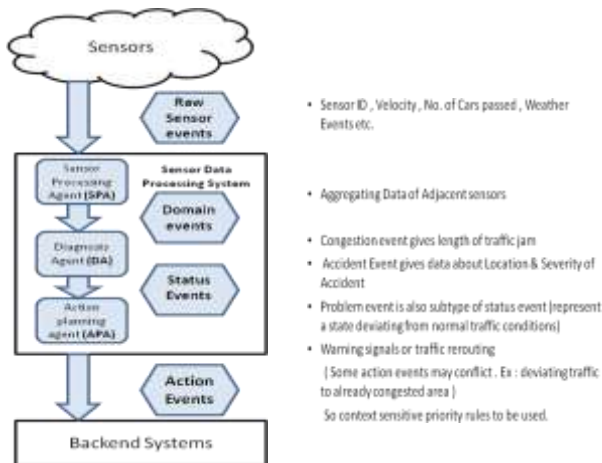 Sensors
Raw
Sensor
events
Sensor Data
Processing System
Sensor
Processing
Agent (SPA)
Domain
events
Diagnosis
Agent (DA)
Status
Events
Action
planning
agent (APA)
Action
Events
Backend Systems
• Sensor ID , Velocity , No. of Cars passed , Weather
Events etc.
• Aggregating Data of Adjacent sensors
• Congestion event gives length of traffic jam
• Accident Event gives data about Location & Severity of
Accident
• Problem event is also subtype of status event (represent
a state deviating from normal traffic conditions)
• Warning signals or traffic rerouting
( Some action events may conflict . Ex : deviating traffic
to already congested area )
So context sensitive priority rules to be used.